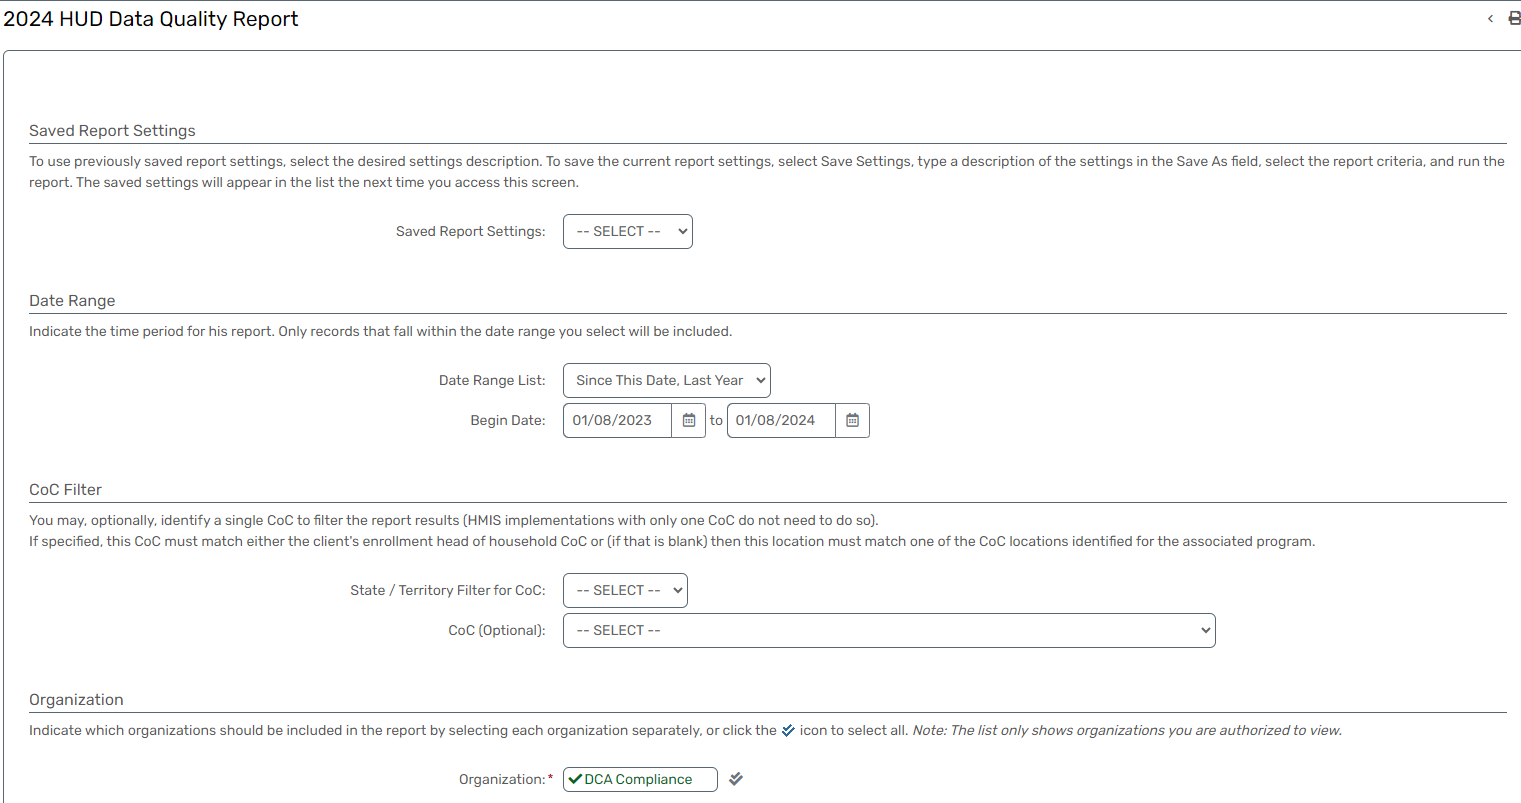 2024 HUD Data Quality Report
Saved Report Settings
To use previously saved report settings, select the desired settings description. To save the current report settings, select Save Settings, type a description of the settings in the Save As field, select the report criteria, and run the
report. The saved settings will appear in the list the next time you access this screen.
Saved Report Settings: -- SELECT --
Date Range
Indicate the time period for his report. Only records that fall within the date range you select will be included.
Date Range List: Since This Date, Last Year
Begin Date: 01/08/2023 to 01/08/2024
CoC Filter
You may, optionally, identify a single CoC to filter the report results (HMIS implementations with only one CoC do not need to do so).
If specified, this CoC must match either the client's enrollment head of household CoC or (if that is blank) then this location must match one of the CoC locations identified for the associated program.
State / Territory Filter for CoC: -- SELECT --
CoC (Optional): -- SELECT --
Organization
Indicate which organizations should be included in the report by selecting each organization separately, or click the icon to select all. Note: The list only shows organizations you are authorized to view.
Organization:* DCA Compliance